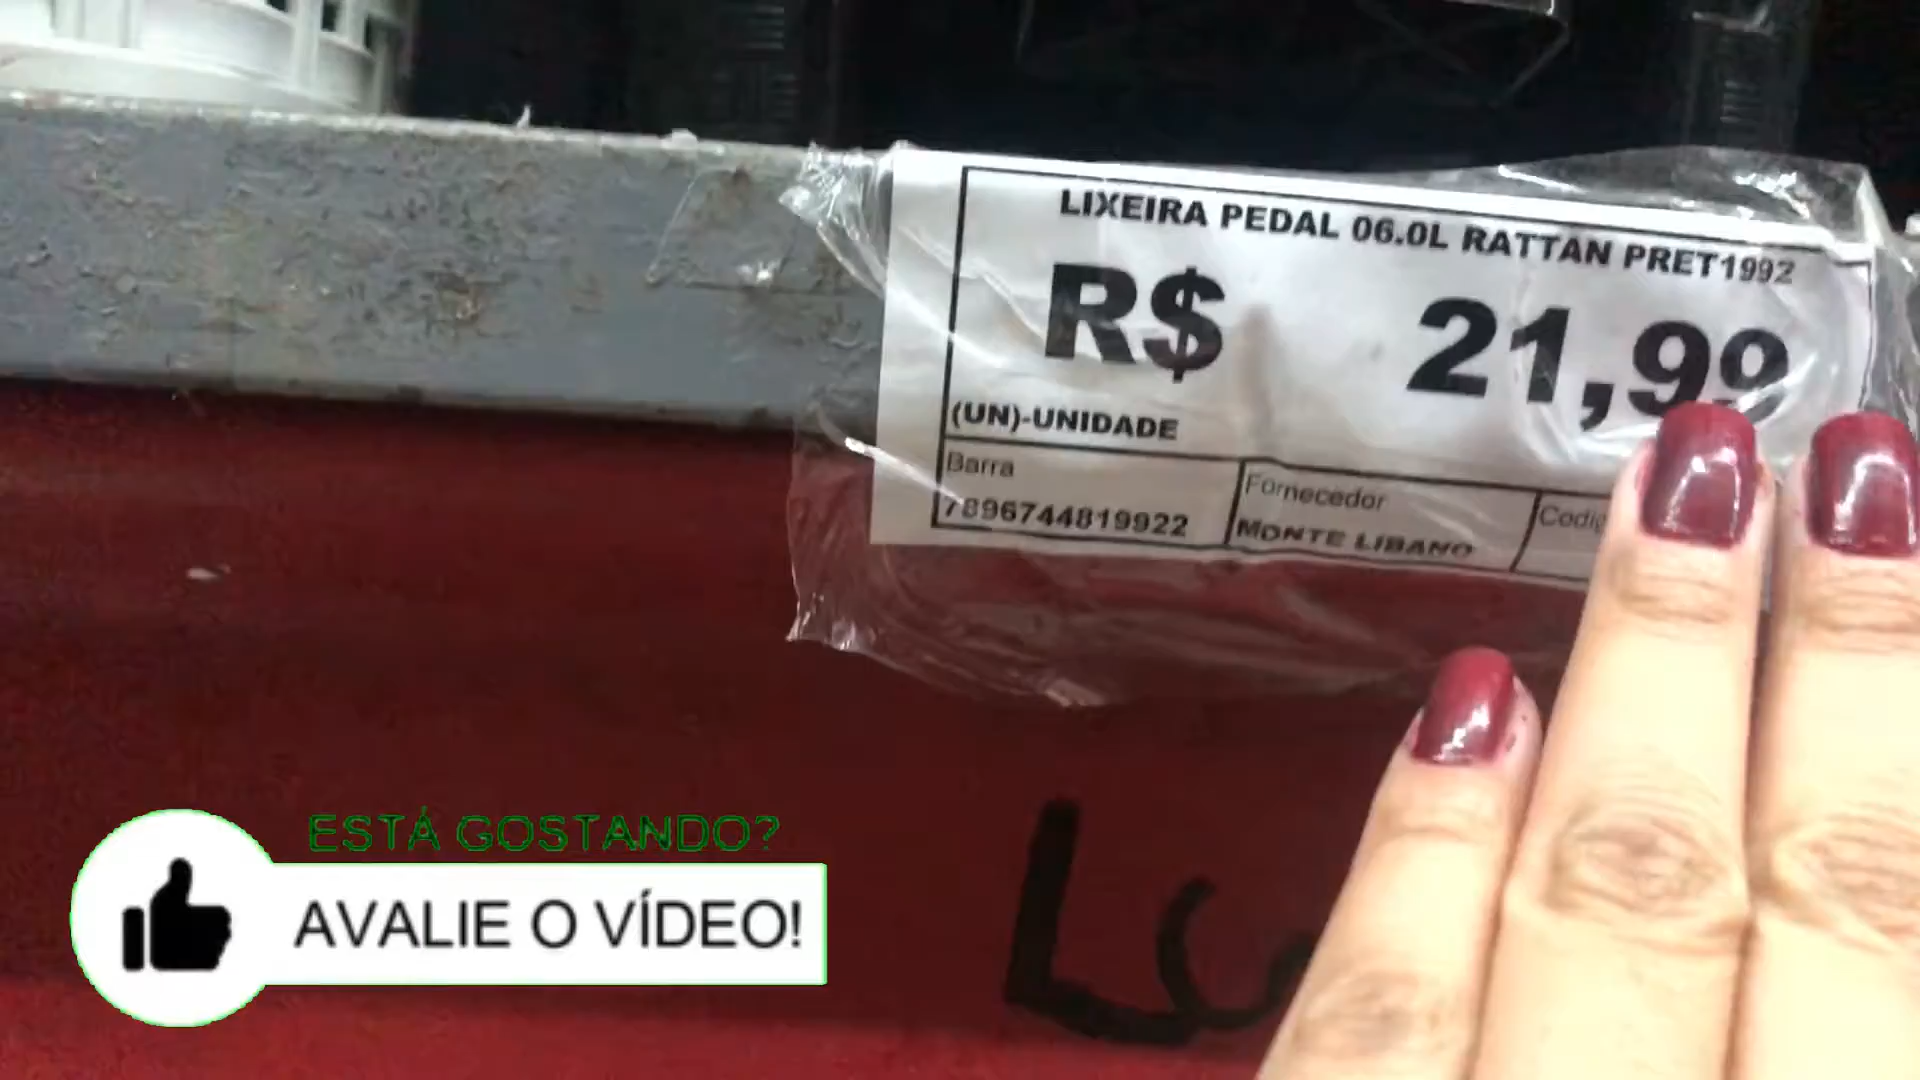 LIXEIRA PEDAL 06.0L RATTAN PRET1992
R$ 21,99
(UN)-UNIDADE
Barra
7896744819922
Fornecedor
MONTE LIBANO
ESTÁ GOSTANDO?
AVALIE O VÍDEO!